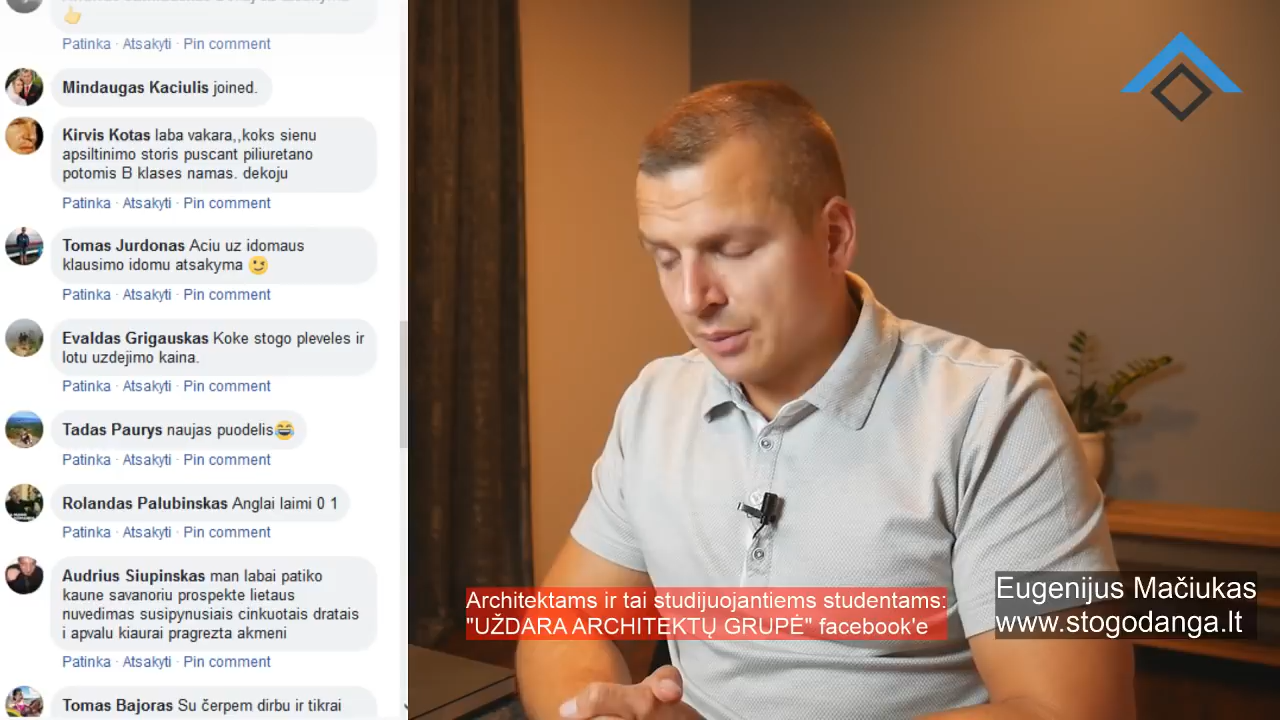 Patinka · Atsakyti · Pin comment
Mindaugas Kaciulis joined.
Kirvis Kotas laba vakara,,koks sienu
apsiltinimo storis puscant piliuretano
potomis B klases namas. dekoju
Patinka · Atsakyti · Pin comment
Tomas Jurdonas Aciu uz idomaus
klausimo idomu atsakyma 😉
Patinka · Atsakyti · Pin comment
Evaldas Grigauskas Koke stogo pleveles ir
lotu uzdejimo kaina.
Patinka · Atsakyti · Pin comment
Tadas Paurys naujas puodelis😂
Patinka · Atsakyti · Pin comment
Rolandas Palubinskas Anglai laimi 0 1
Patinka · Atsakyti · Pin comment
Audrius Siupinskas man labai patiko
kaune savanoriu prospekte lietaus
nuvedimas susipynusiais cinkuotais dratais
i apvalu kiaurai pragrezta akmeni
Patinka · Atsakyti · Pin comment
Tomas Bajoras Su čerpem dirbu ir tikrai
Architektams ir tai studijuojantiems studentams:
"UŽDARA ARCHITEKTŲ GRUPĖ" facebook'e
Eugenijus Mačiukas
www.stogodanga.lt